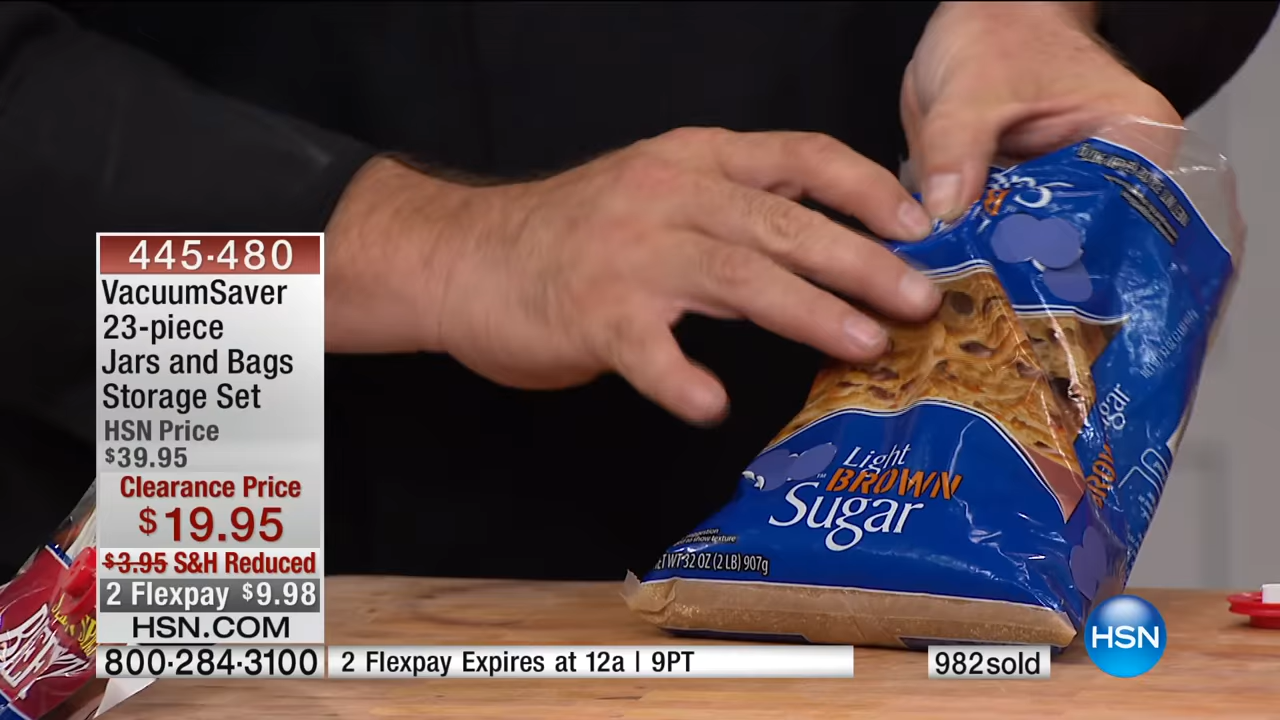 445·480
VacuumSaver
23-piece
Jars and Bags
Storage Set
HSN Price
$39.95
Clearance Price
$19.95
$3.95 S&H Reduced
2 Flexpay $9.98
HSN.COM
800·284·3100
2 Flexpay Expires at 12a | 9PT
982sold
HSN
Light
BROWN
Sugar
WT 32 OZ (2 LB) 907g